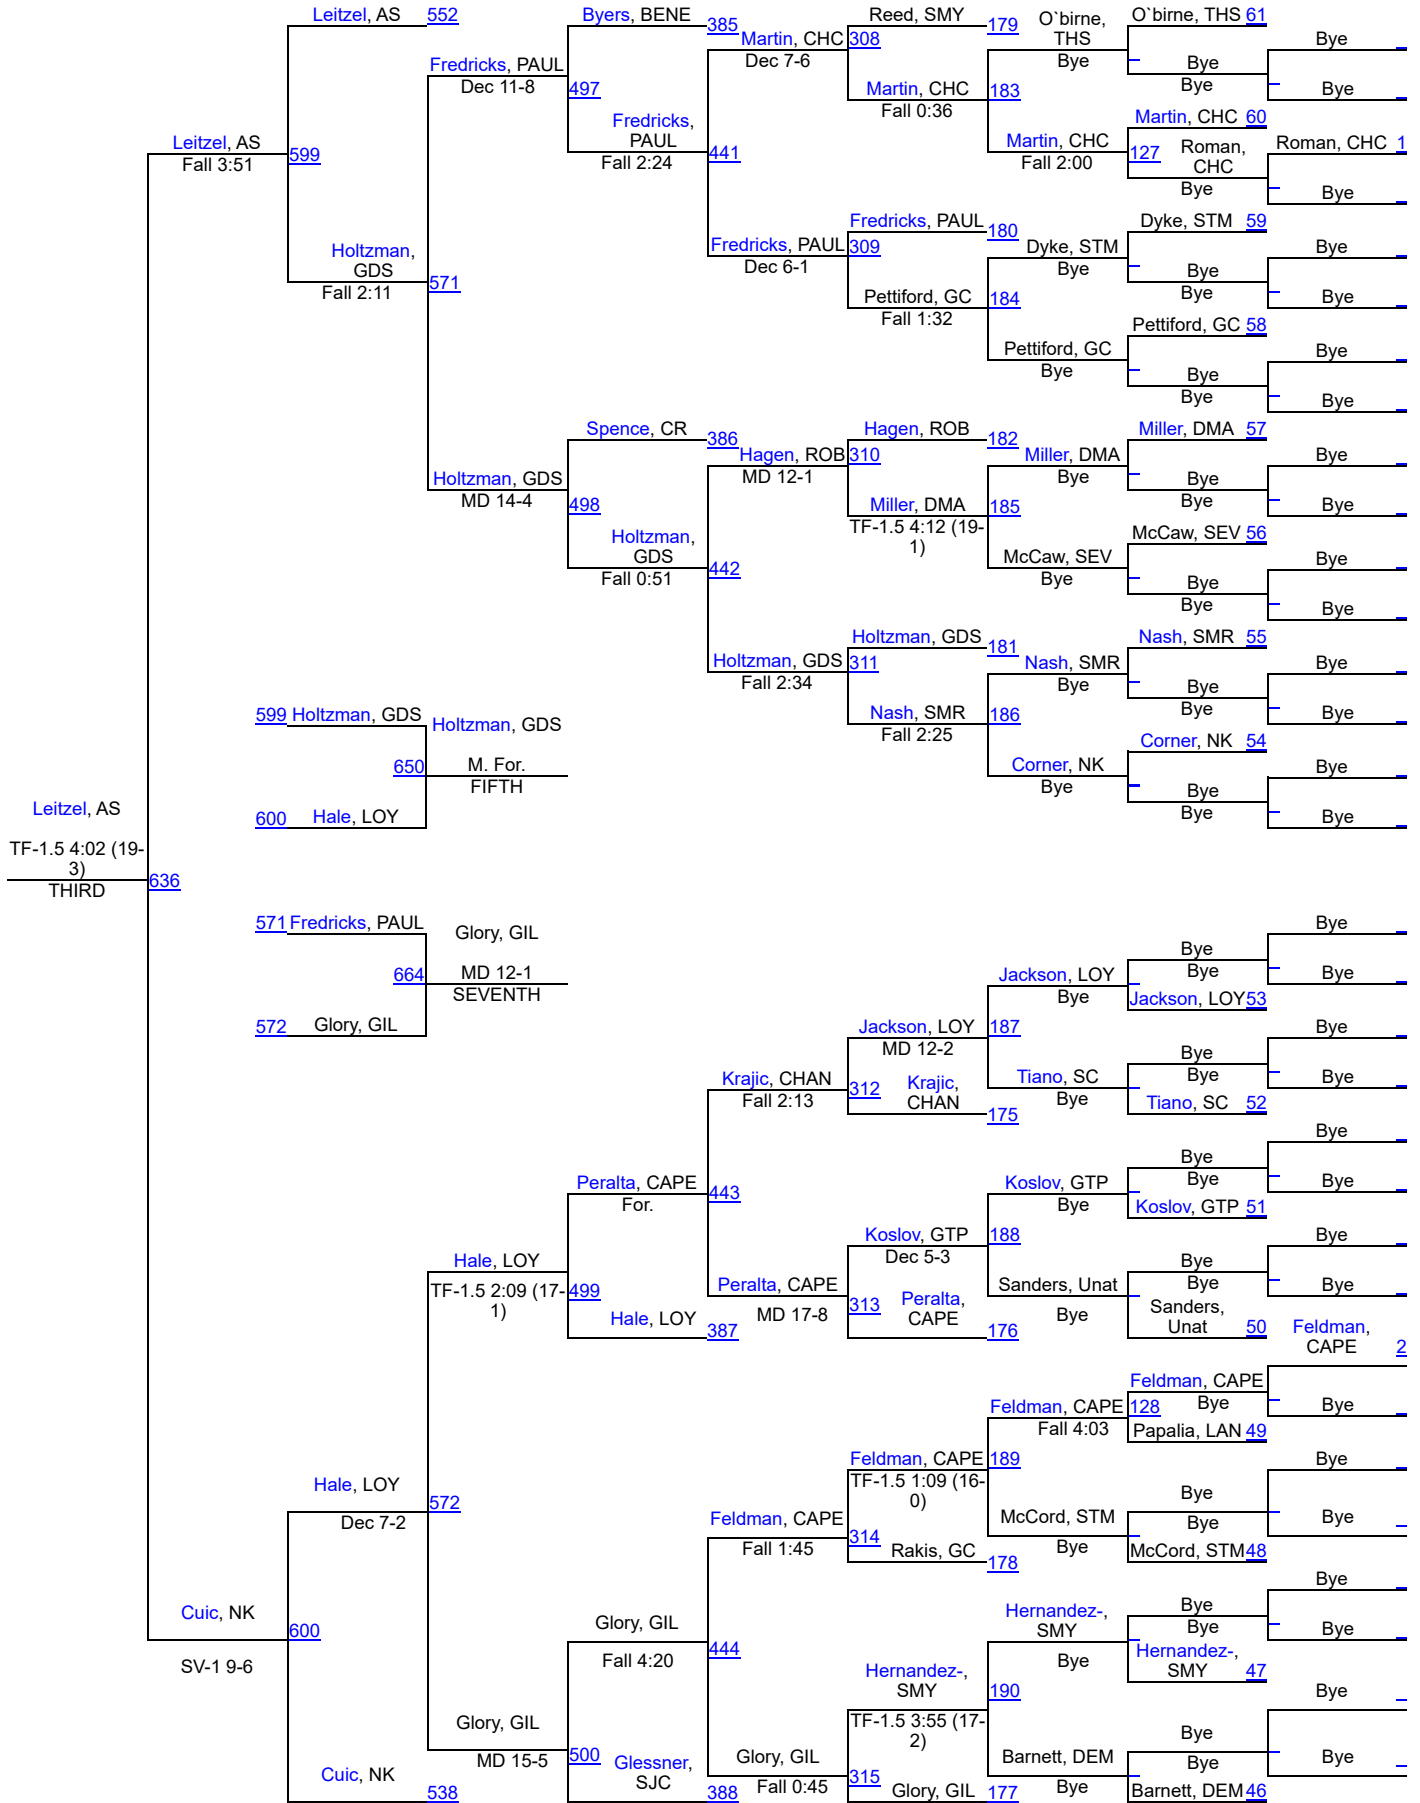 Leitzel, AS 552
Byers, BENE 385
Reed, SMY 179
O`birne, THS
Bye
O`birne, THS 61
Bye
Bye
Bye
Bye
Martin, CHC 308
Dec 7-6
Fredricks, PAUL
Dec 11-8
497
Martin, CHC
Fall 0:36
183
Martin, CHC 60
Fredricks, PAUL
Fall 2:24
441
Martin, CHC
Fall 2:00
127
Roman, CHC
Bye
Roman, CHC 1
Bye
Leitzel, AS
Fall 3:51
599
Fredricks, PAUL 180
Dyke, STM 59
Fredricks, PAUL 309
Dec 6-1
Dyke, STM
Bye
Bye
Bye
Bye
Bye
Holtzman, GDS
Fall 2:11
571
Pettiford, GC
Fall 1:32
184
Pettiford, GC 58
Pettiford, GC
Bye
Bye
Bye
Bye
Bye
Spence, CR 386
Hagen, ROB 182
Miller, DMA 57
Hagen, ROB 310
MD 12-1
Miller, DMA
Bye
Bye
Bye
Bye
Bye
Holtzman, GDS
MD 14-4
498
Miller, DMA
TF-1.5 4:12 (19-1)
185
McCaw, SEV 56
Holtzman, GDS
Fall 0:51
442
McCaw, SEV
Bye
Bye
Bye
Bye
Bye
Holtzman, GDS 181
Nash, SMR 55
Holtzman, GDS 311
Fall 2:34
Nash, SMR
Bye
Bye
Bye
Bye
Bye
599 Holtzman, GDS
Holtzman, GDS
Nash, SMR
Fall 2:25
186
Corner, NK 54
650
M. For.
FIFTH
Corner, NK
Bye
Bye
Bye
Bye
Bye
600 Hale, LOY
Leitzel, AS
TF-1.5 4:02 (19-3)
THIRD
636
571 Fredricks, PAUL
Glory, GIL
Bye
Bye
Bye
Bye
664
MD 12-1
SEVENTH
Jackson, LOY
Bye
Jackson, LOY 53
572 Glory, GIL
Jackson, LOY
MD 12-2
187
Bye
Bye
Bye
Bye
Krajic, CHAN
Fall 2:13
312
Krajic, CHAN
175
Tiano, SC
Bye
Tiano, SC 52
Bye
Bye
Bye
Bye
Peralta, CAPE
For.
443
Koslov, GTP
Bye
Koslov, GTP 51
Koslov, GTP
Dec 5-3
188
Bye
Bye
Bye
Bye
Hale, LOY
TF-1.5 2:09 (17-1)
499
Peralta, CAPE
MD 17-8
313
Peralta, CAPE
176
Sanders, Unat
Bye
Sanders, Unat
50
Hale, LOY 387
Feldman, CAPE
2
Feldman, CAPE
Bye
Bye
Feldman, CAPE
Fall 4:03
128
Papalia, LAN 49
Feldman, CAPE
TF-1.5 1:09 (16-0)
189
Bye
Bye
Bye
Bye
Hale, LOY
Dec 7-2
572
Feldman, CAPE
Fall 1:45
314
Rakis, GC 178
McCord, STM
Bye
McCord, STM 48
Cuic, NK
SV-1 9-6
600
Glory, GIL
Fall 4:20
444
Hernandez-, SMY
Bye
Bye
Bye
Bye
Bye
Hernandez-, SMY
47
Hernandez-, SMY
TF-1.5 3:55 (17-2)
190
Bye
Bye
Bye
Bye
Glory, GIL
MD 15-5
500
Glessner, SJC
388
Glory, GIL
Fall 0:45
315
Glory, GIL 177
Barnett, DEM
Bye
Barnett, DEM 46
Cuic, NK
538